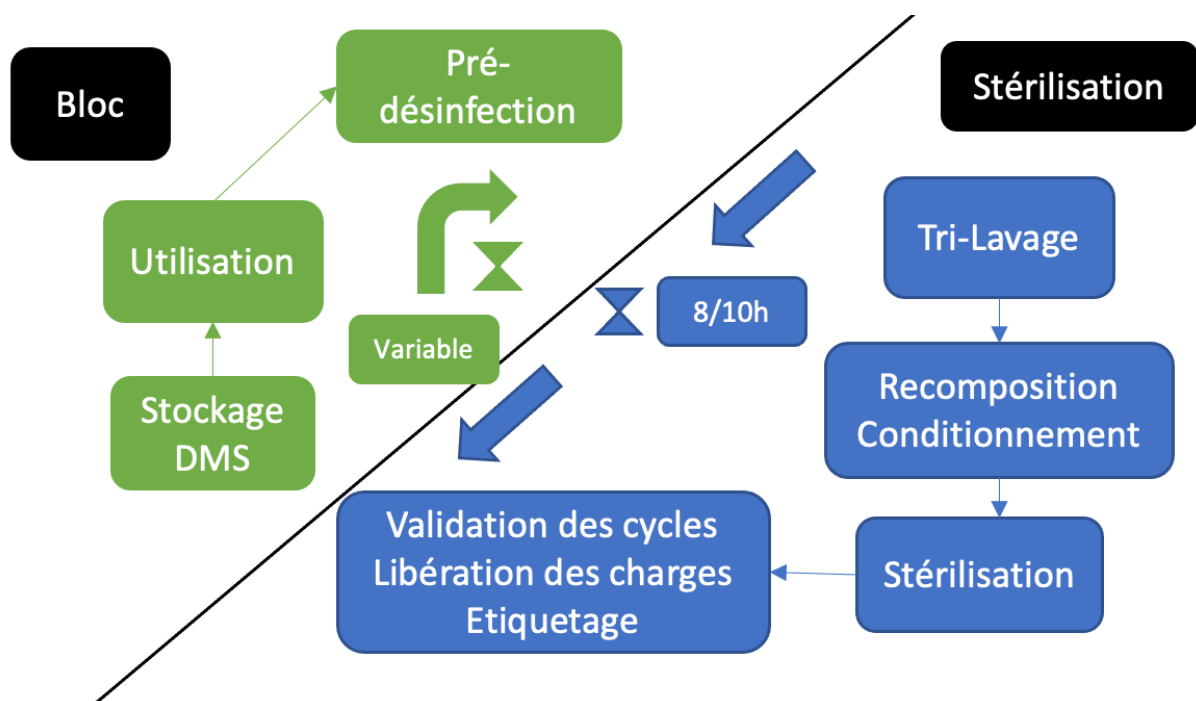 Bloc
Pré-
désinfection
Stérilisation
Utilisation
Tri-Lavage
8/10h
Variable
Stockage
DMS
Recomposition
Conditionnement
Validation des cycles
Libération des charges
Etiquetage
Stérilisation